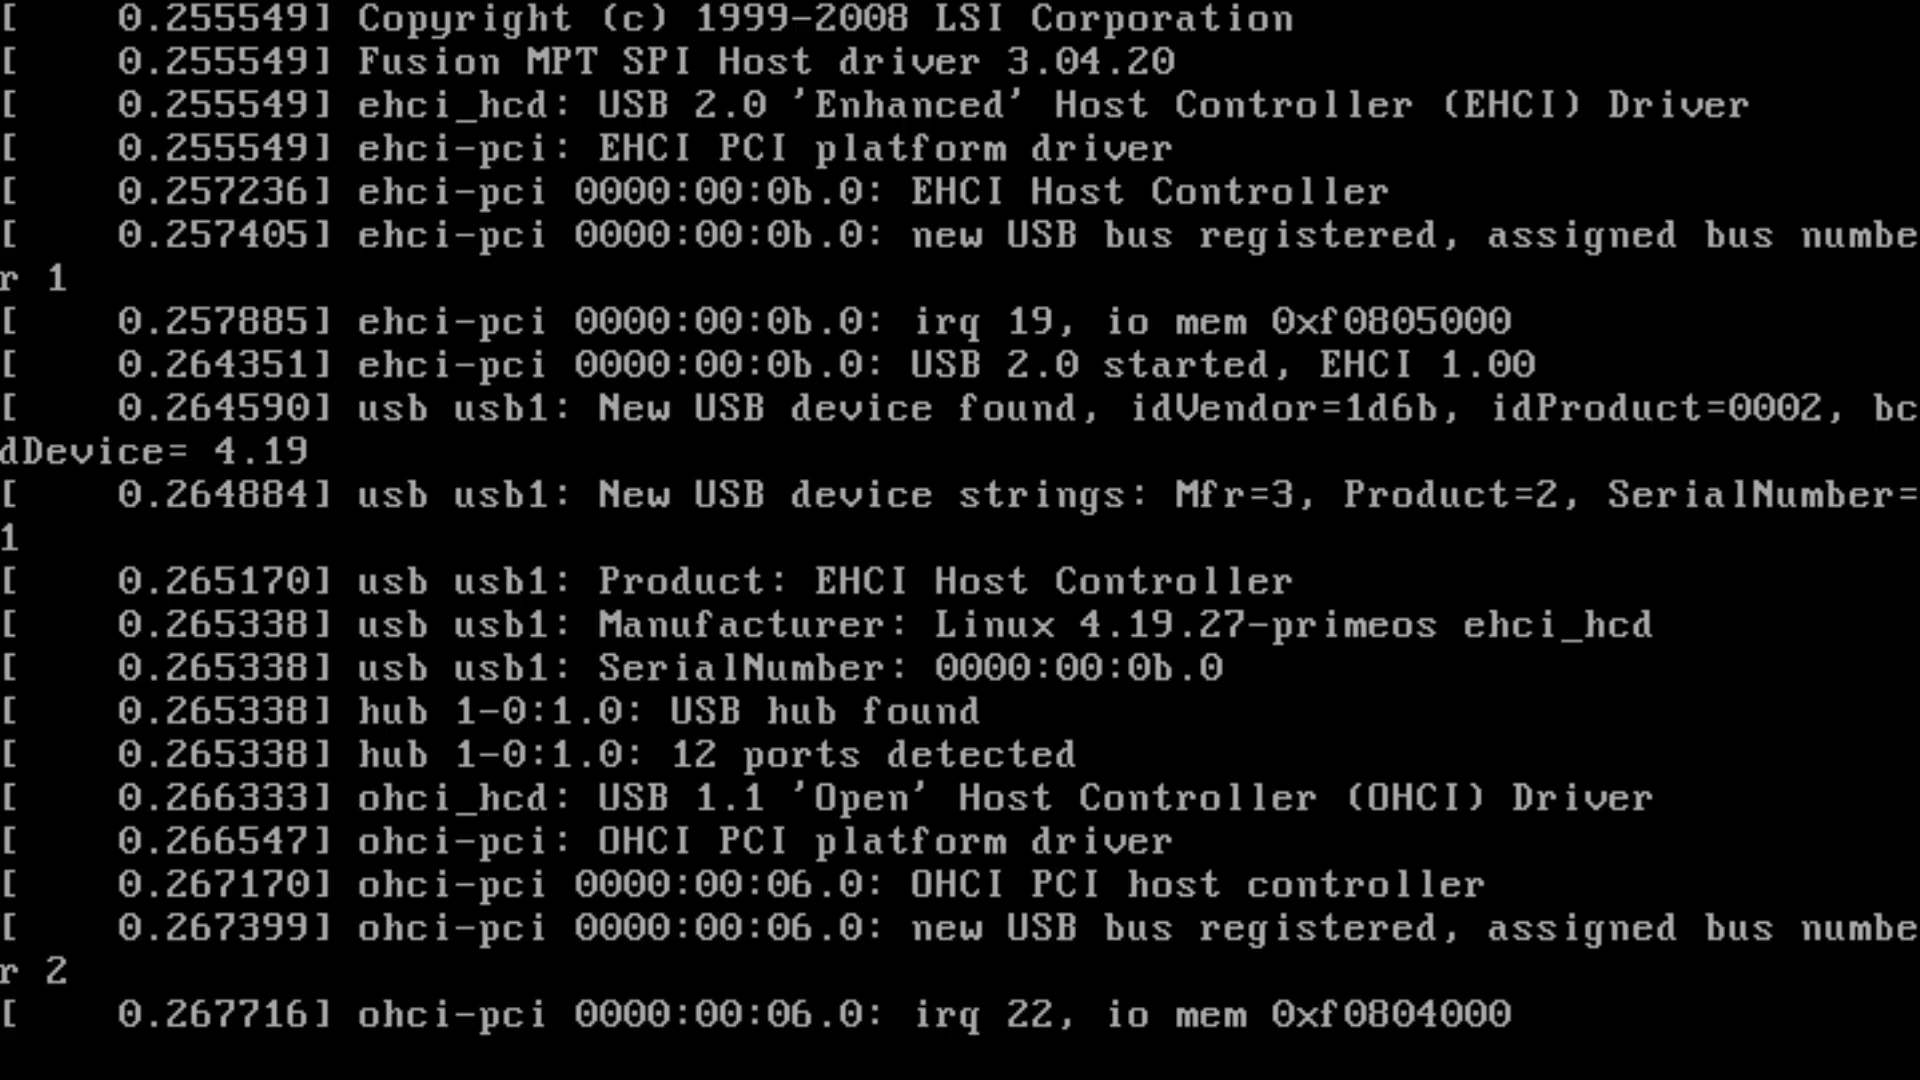 [    0.255549] Copyright (c) 1999-2008 LSI Corporation
[    0.255549] Fusion MPT SPI Host driver 3.04.20
[    0.255549] ehci_hcd: USB 2.0 'Enhanced' Host Controller (EHCI) Driver
[    0.255549] ehci-pci: EHCI PCI platform driver
[    0.257236] ehci-pci 0000:00:0b.0: EHCI Host Controller
[    0.257405] ehci-pci 0000:00:0b.0: new USB bus registered, assigned bus numbe
r 1
[    0.257885] ehci-pci 0000:00:0b.0: irq 19, io mem 0xf0805000
[    0.264351] ehci-pci 0000:00:0b.0: USB 2.0 started, EHCI 1.00
[    0.264590] usb usb1: New USB device found, idVendor=1d6b, idProduct=0002, bc
dDevice= 4.19
[    0.264884] usb usb1: New USB device strings: Mfr=3, Product=2, SerialNumber=
1
[    0.265170] usb usb1: Product: EHCI Host Controller
[    0.265338] usb usb1: Manufacturer: Linux 4.19.27-primeos ehci_hcd
[    0.265338] usb usb1: SerialNumber: 0000:00:0b.0
[    0.265338] hub 1-0:1.0: USB hub found
[    0.265338] hub 1-0:1.0: 12 ports detected
[    0.266333] ohci_hcd: USB 1.1 'Open' Host Controller (OHCI) Driver
[    0.266547] ohci-pci: OHCI PCI platform driver
[    0.267170] ohci-pci 0000:00:06.0: OHCI PCI host controller
[    0.267399] ohci-pci 0000:00:06.0: new USB bus registered, assigned bus numbe
r 2
[    0.267716] ohci-pci 0000:00:06.0: irq 22, io mem 0xf0804000